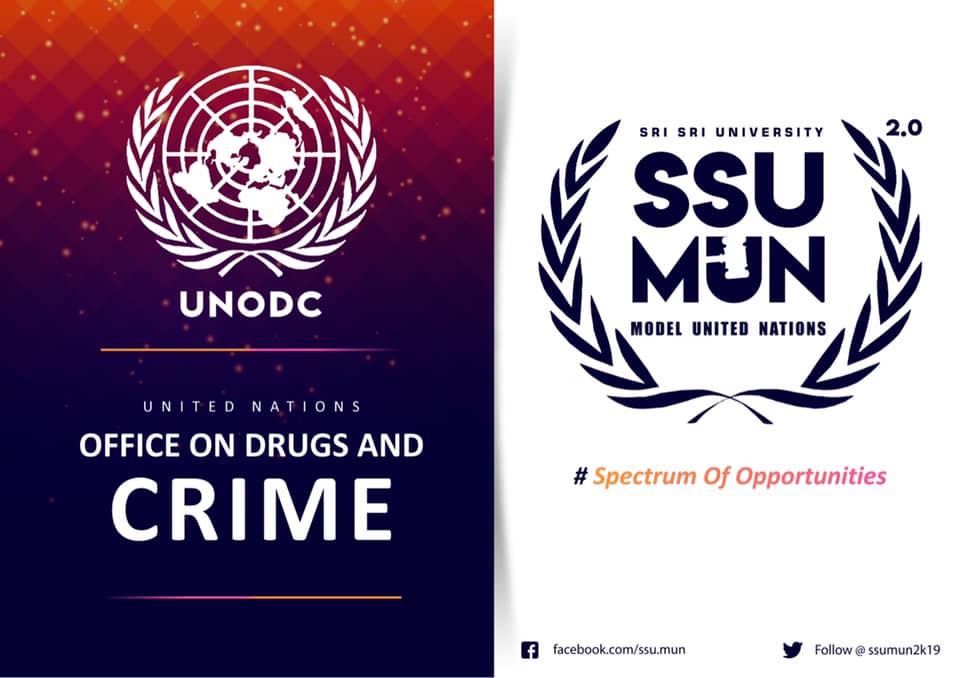 UNODC
UNITED NATIONS
OFFICE ON DRUGS AND
CRIME
SRI SRI UNIVERSITY
2.0
SSU
MUN
MODEL UNITED NATIONS
# Spectrum Of Opportunities
facebook.com/ssu.mun
Follow @ ssumun2k19